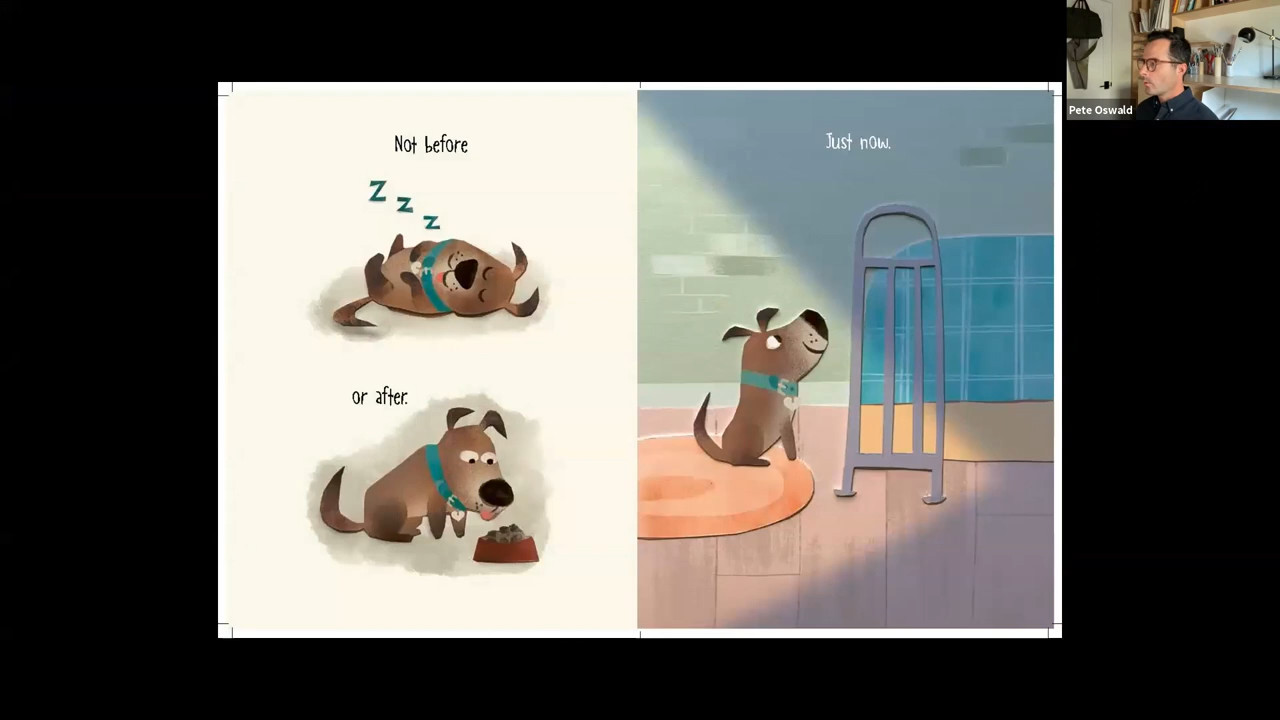 Not before
Z
Z
Z
or after.
Just now.
Pete Oswald